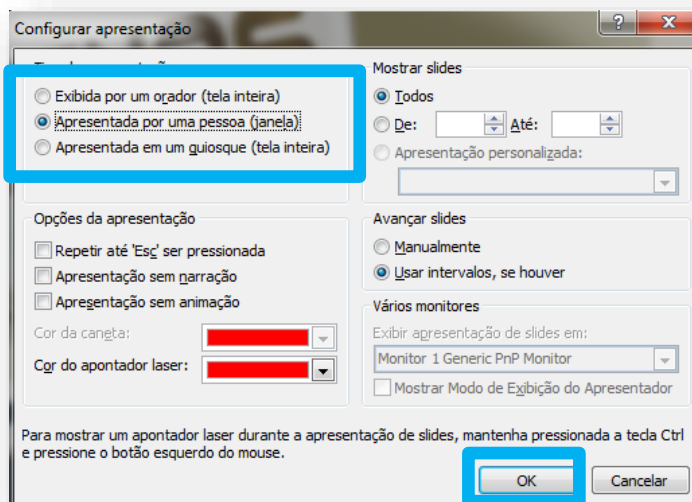 Configurar apresentação
Exibida por um orador (tela inteira)
Apresentada por uma pessoa (janela)
Apresentada em um guiosque (tela inteira)
Mostrar slides
Todos
De: Até:
Apresentação personalizada:
Opções da apresentação
Repetir até 'Esc' ser pressionada
Apresentação sem narração
Apresentação sem animação
Cor da caneta:
Cor do apontador laser:
Avançar slides
Manualmente
Usar intervalos, se houver
Vários monitores
Exibir apresentação de slides em:
Monitor 1 Generic PnP Monitor
Mostrar Modo de Exibição do Apresentador
Para mostrar um apontador laser durante a apresentação de slides, mantenha pressionada a tecla Ctrl
e pressione o botão esquerdo do mouse.
OK Cancelar